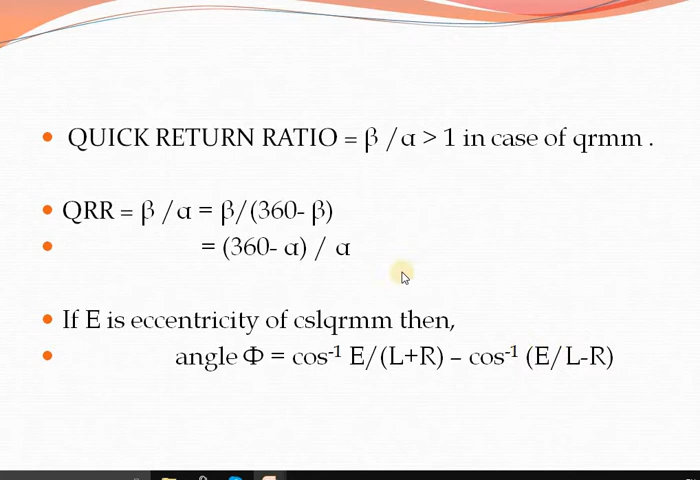 QUICK RETURN RATIO = β /α > 1 in case of qrmm .
QRR = β /α = β/(360- β)
= (360- α) / α
If E is eccentricity of cslqrmm then,
angle Φ = cos⁻¹ E/(L+R) – cos⁻¹ (E/L-R)